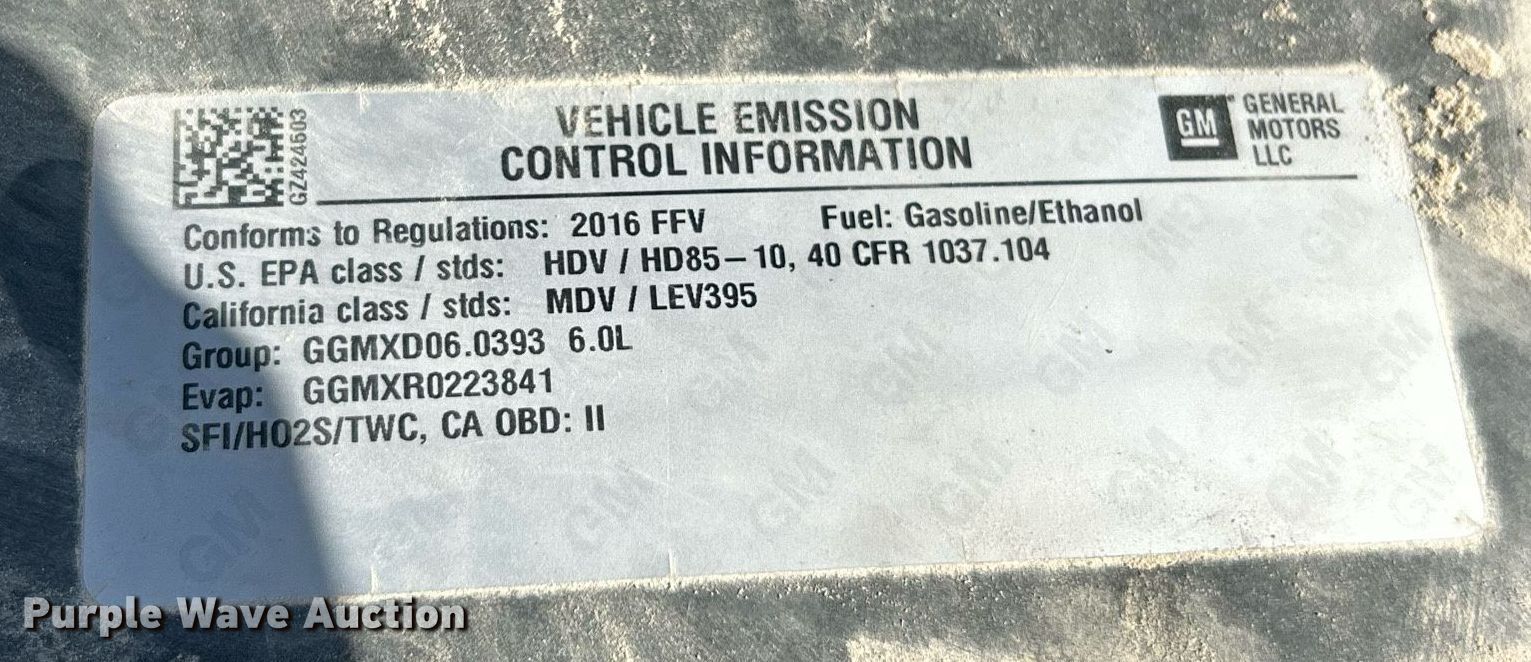 VEHICLE EMISSION
CONTROL INFORMATION
GM
GENERAL
MOTORS
LLC
GZ424503
Conforms to Regulations: 2016 FFV Fuel: Gasoline/Ethanol
U.S. EPA class / stds: HDV / HD85-10, 40 CFR 1037.104
California class / stds: MDV / LEV395
Group: GGMXD06.0393 6.0L
Evap: GGMXR0223841
SFI/HO2S/TWC, CA OBD: II
Purple Wave Auction